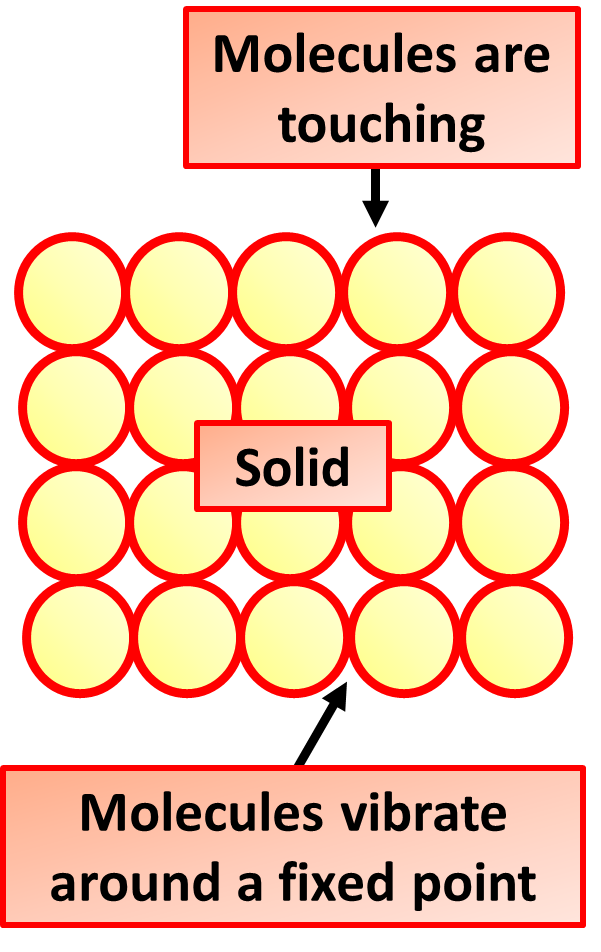 Molecules are
touching
Solid
Molecules vibrate
around a fixed point